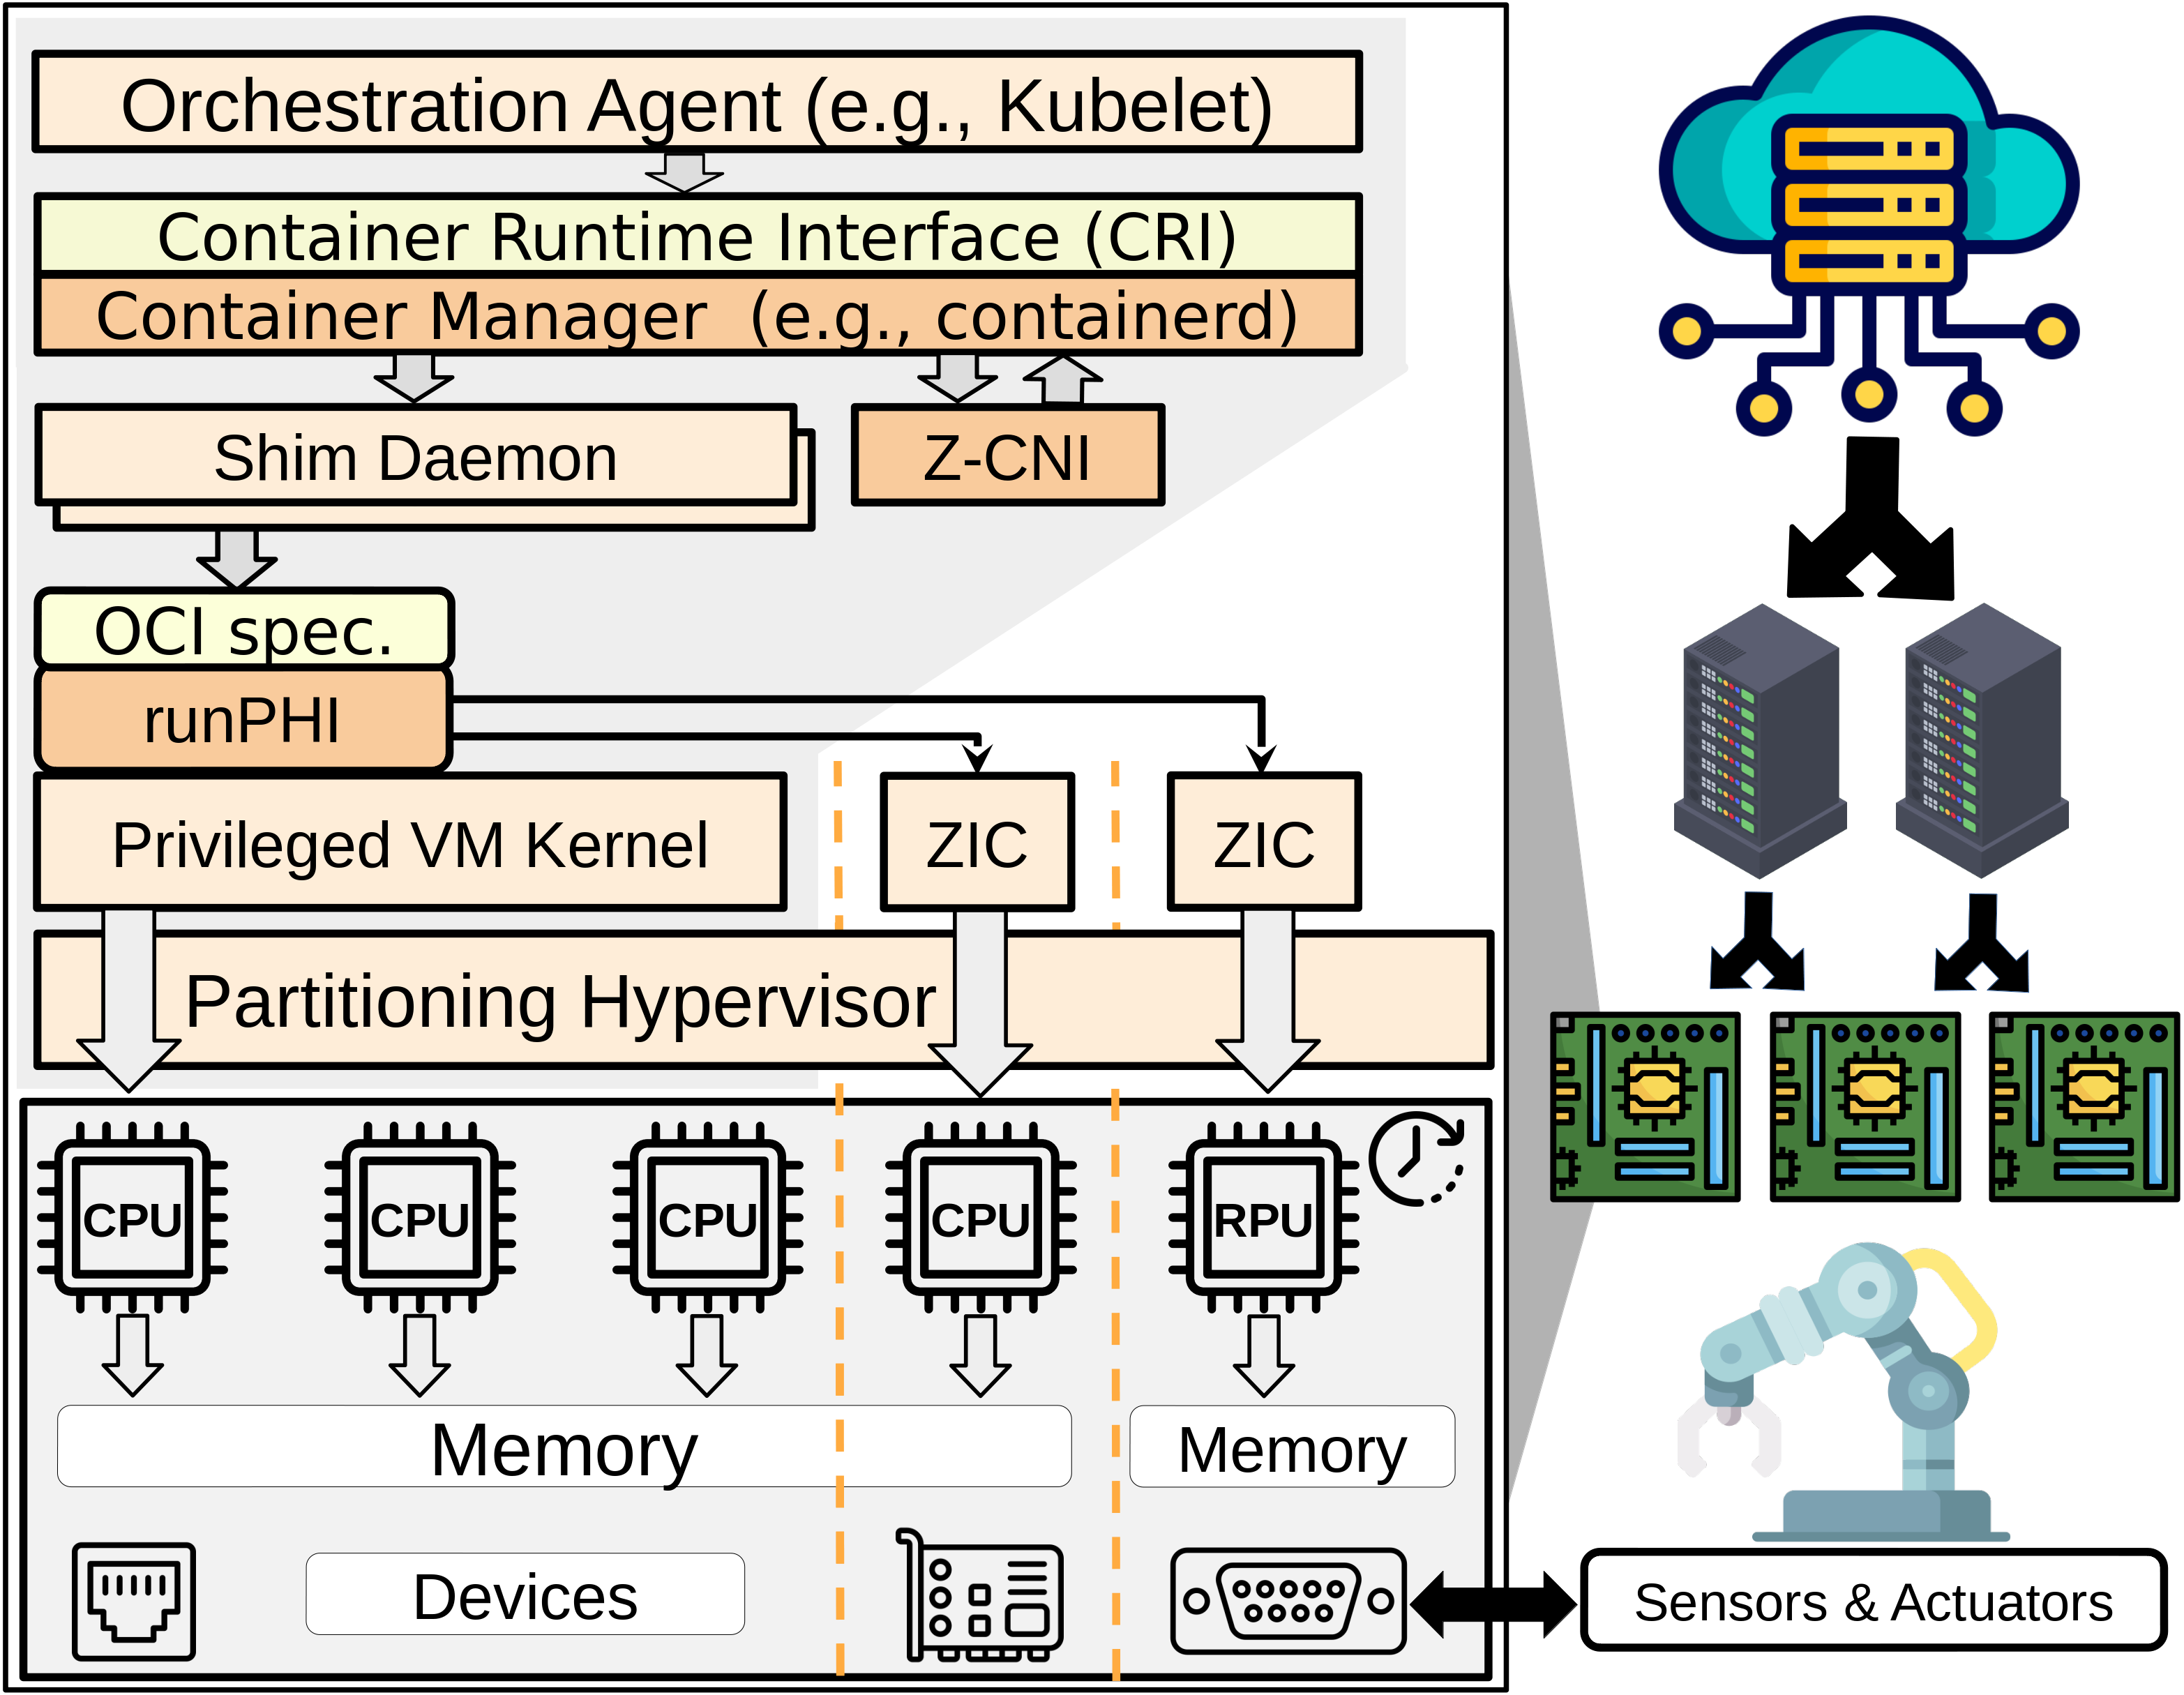 Orchestration Agent (e.g., Kubelet)
Container Runtime Interface (CRI)
Container Manager (e.g., containerd)
Shim Daemon
Z-CNI
OCI spec.
runPHI
Privileged VM Kernel
ZIC
ZIC
Partitioning Hypervisor
CPU
CPU
CPU
CPU
RPU
Memory
Memory
Devices
Sensors & Actuators